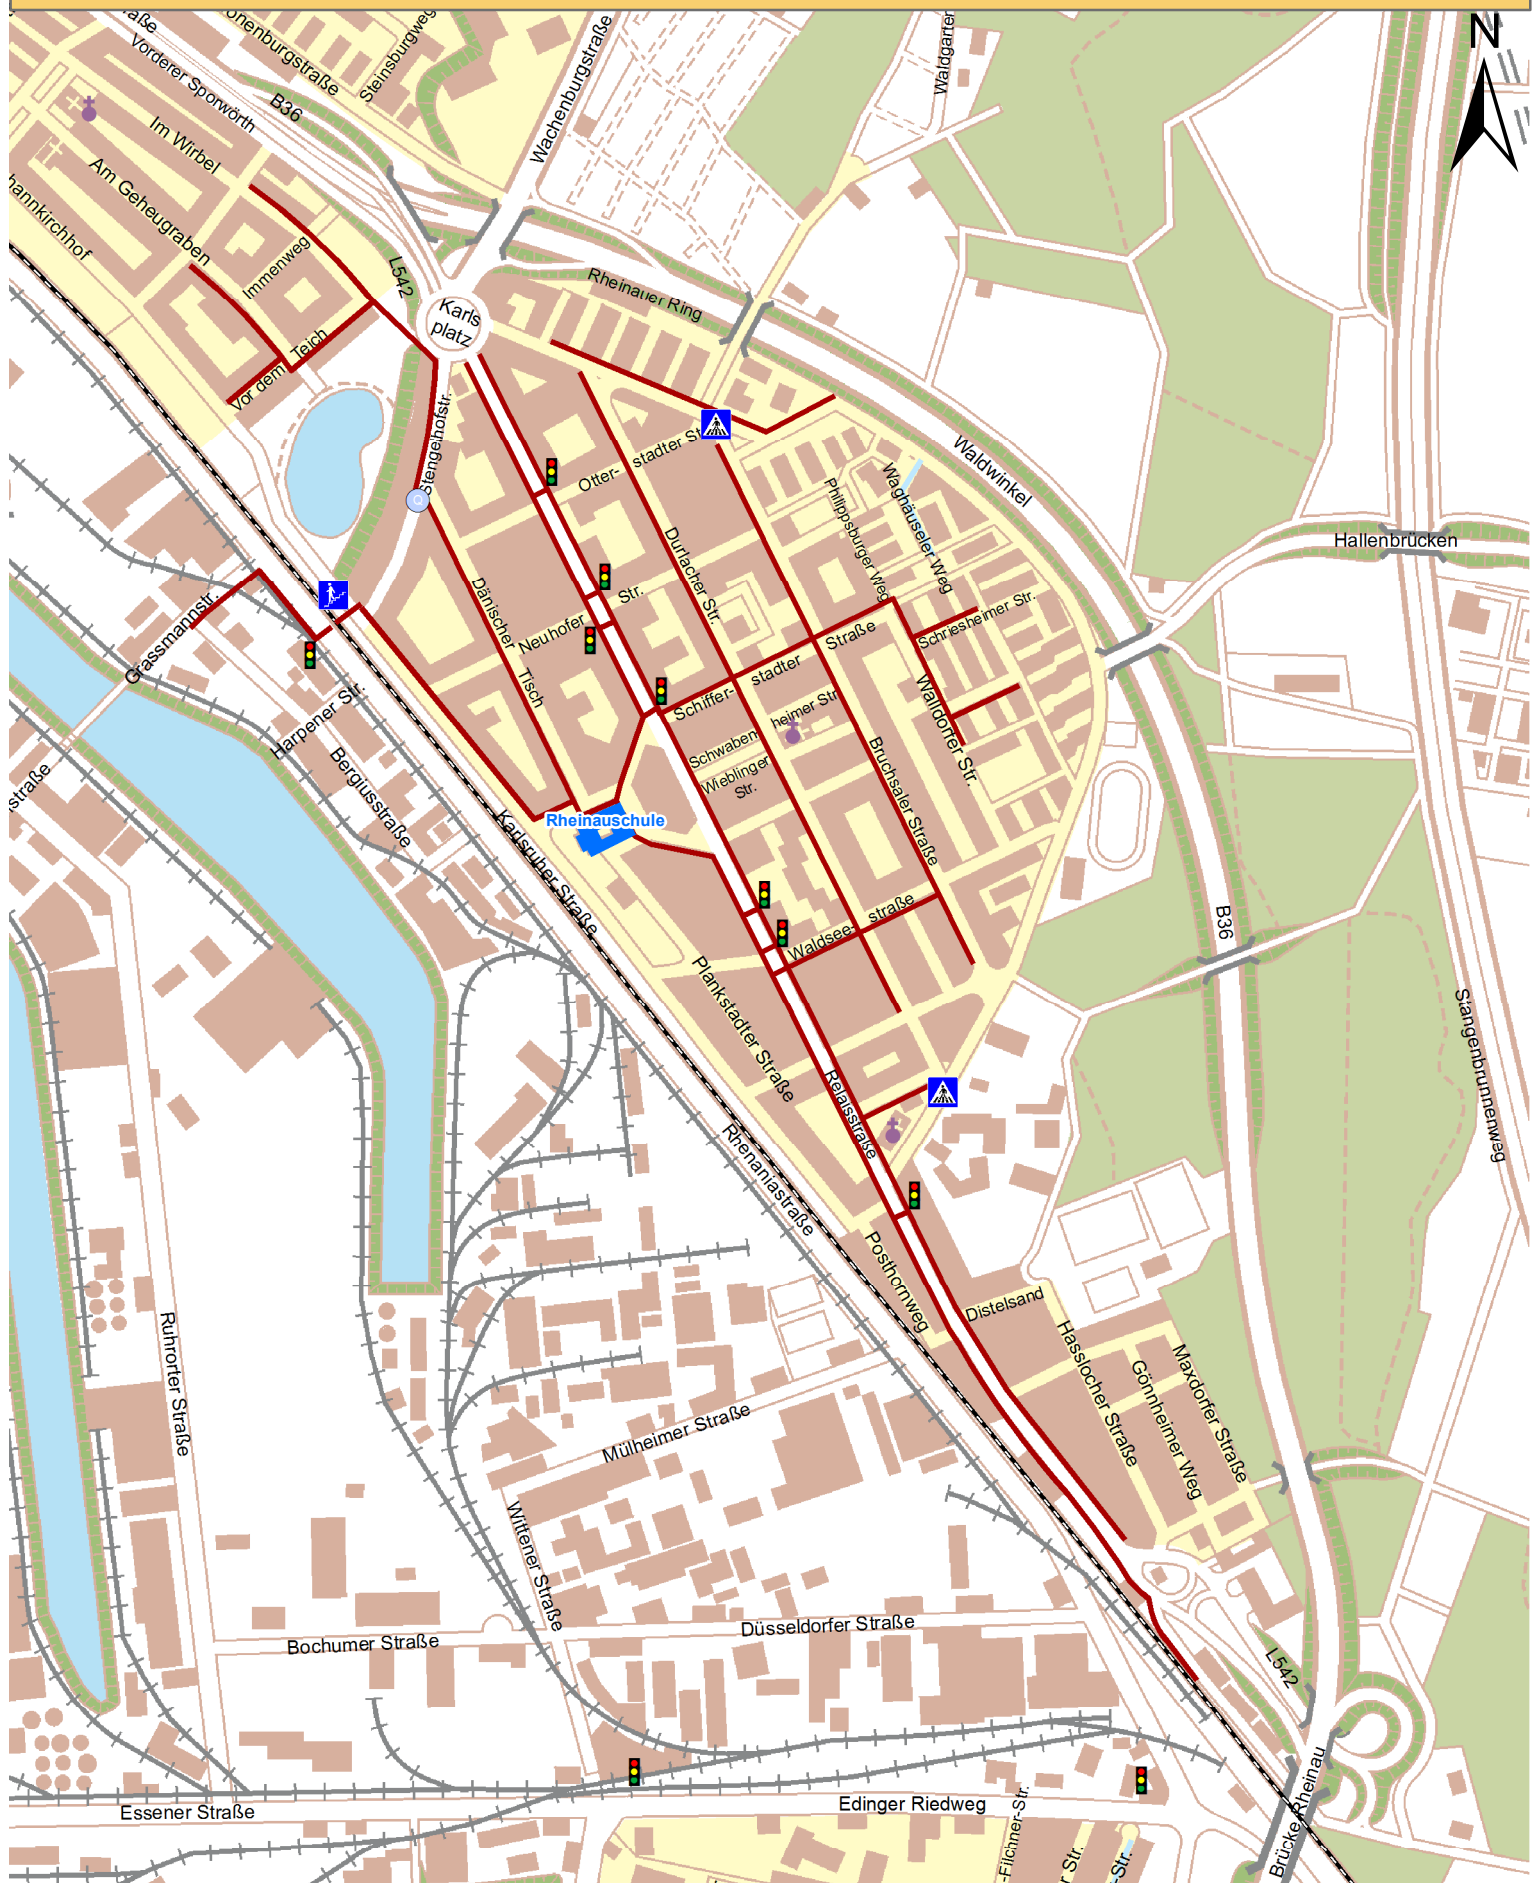 N
Vorderer Sporwörth
B36
Steinsburgweg
Wachenburgstraße
Im Wirbel
Am Geheugraben
Immenweg
L542
Karls
platz
Rheinauer Ring
Vor dem Teich
Stengelhofstr.
Q
Otter-
stadter
Waldwinkel
Philippsburger Weg
Waghäuseler Weg
Hallenbrücken
Durlacher Str.
Dänischer
Tisch
Neuhofer
Str.
Schriesheimer Str.
Straße
stadter
Schiffer-
Grassmannstr.
Harpener Str.
Bergiusstraße
Walldorfer Str.
heimer Str.
Schwaben
Wieblinger
Str.
Bruchsaler Straße
Rheinauschule
Karlsruher Straße
Waldsee-
straße
B36
Plankstadter Straße
Stangenbrunnenweg
Relaisstraße
Rhenaniastraße
Posthornweg
Distelsand
Hasslocher Straße
Gönnheimer Weg
Maxdorfer Straße
Ruhrorter Straße
Mülheimer Straße
Wittener Straße
Düsseldorfer Straße
Bochumer Straße
L542
Essener Straße
Edinger Riedweg
-Filchner-Str.
Brücke Rheinau